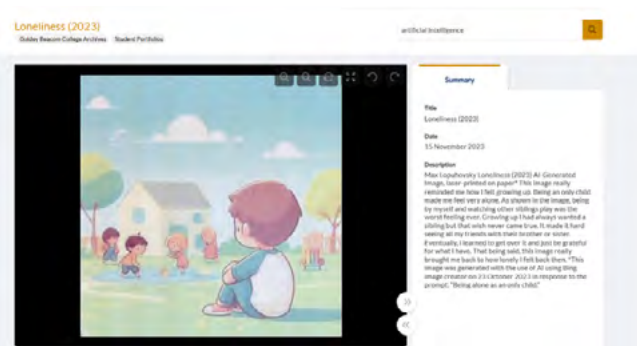 Loneliness (2023)
Golden Beacon College Archives Student Portfolios
artificial intelligence
Summary
Title
Loneliness (2023)
Date
15 November 2023
Description
Max Lopuhovsky Loneliness (2023) AI-Generated
Image, laser-printed on paper* This image really
reminded me how I felt growing up. Being an only child
made me feel very alone. As shown in the image, being
by myself and watching other siblings play was the
worst feeling ever. Growing up I had always wanted a
sibling but that wish never came true. It made it hard
seeing all my friends with their brother or sister.
Eventually, I learned to get over it and just be grateful
for what I have. That being said, this image really
brought me back to how lonely I felt back then. *This
image was generated with the use of AI using Bing
image creator on 23 October 2023 in response to the
prompt: "Being alone as an only child."